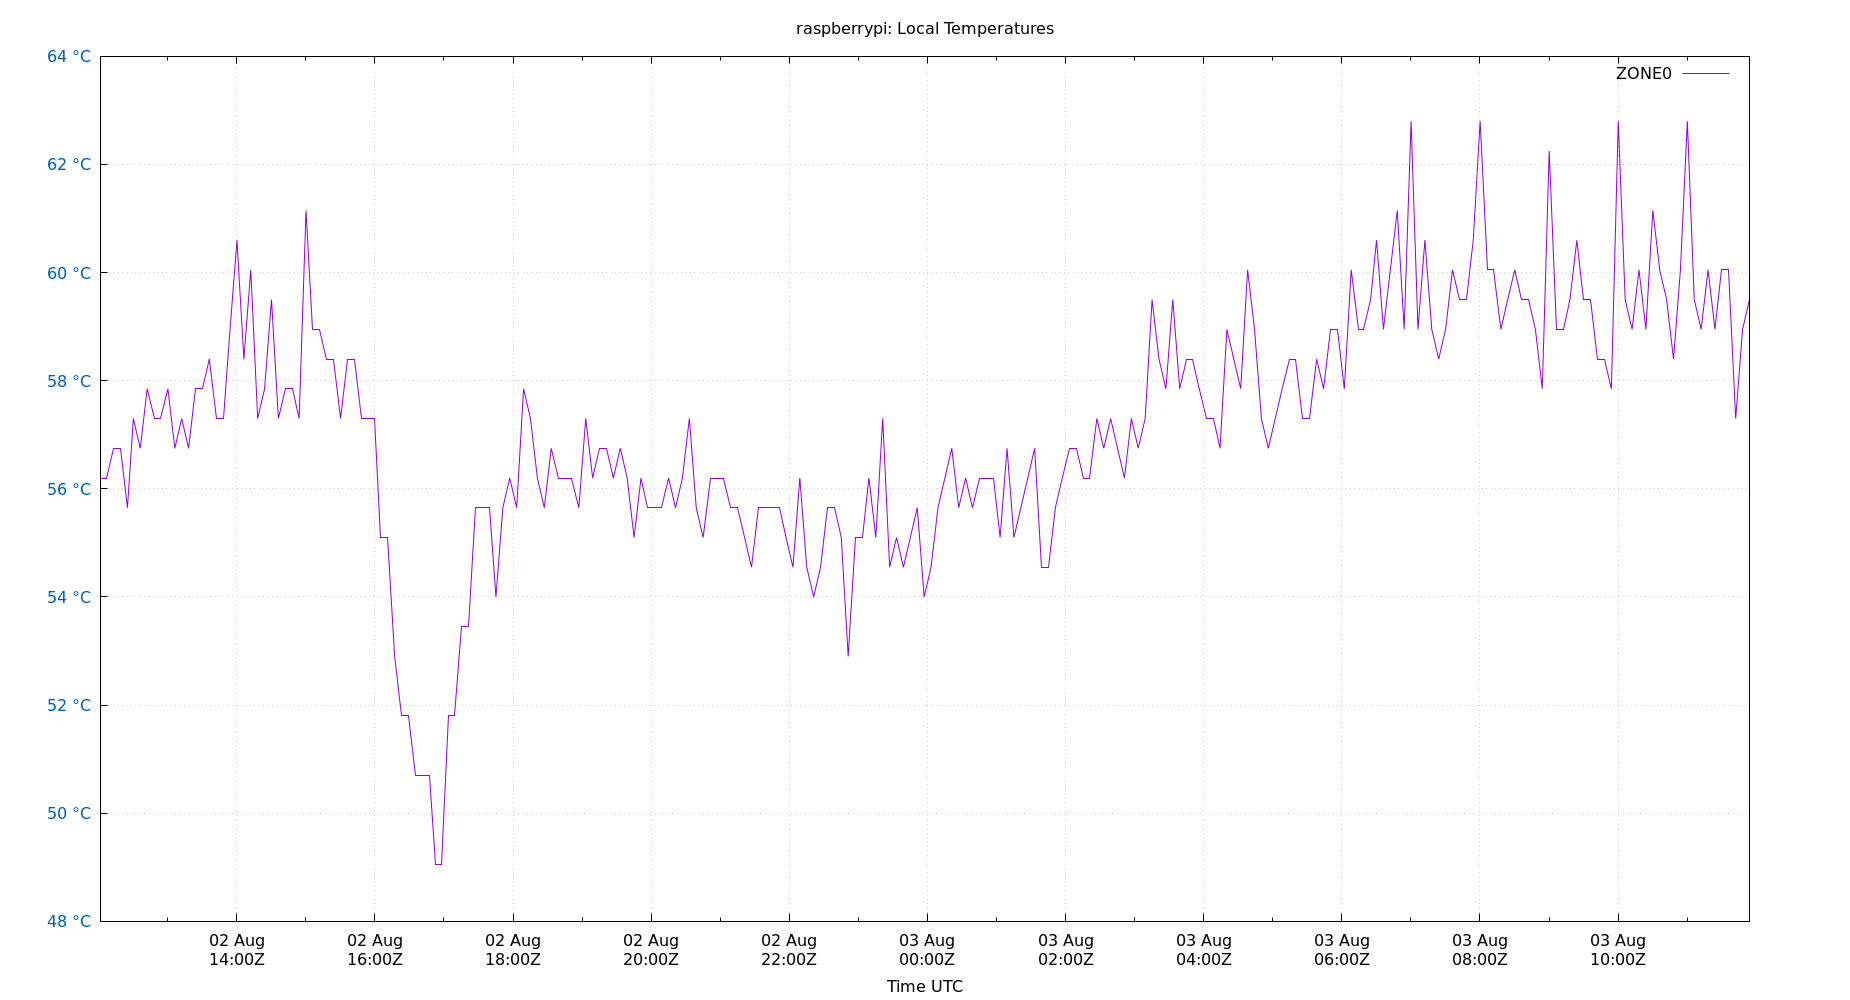 raspberrypi: Local Temperatures
64 °C
ZONE0
62 °C
60 °C
58 °C
56 °C
54 °C
52 °C
50 °C
48 °C
02 Aug 02 Aug 02 Aug 02 Aug 02 Aug 03 Aug 03 Aug 03 Aug 03 Aug 03 Aug 03 Aug
14:00Z 16:00Z 18:00Z 20:00Z 22:00Z 00:00Z 02:00Z 04:00Z 06:00Z 08:00Z 10:00Z
Time UTC